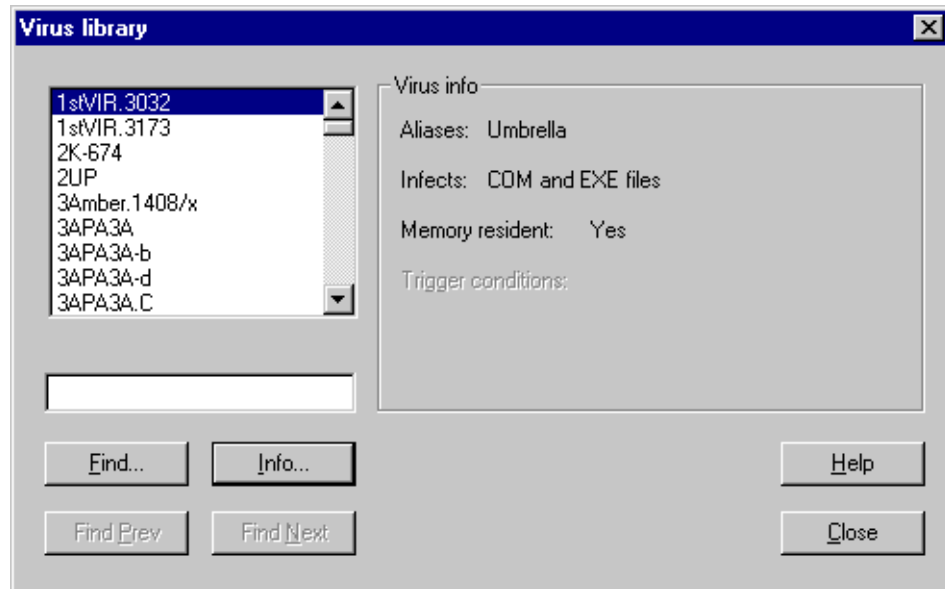 Virus library
1stVIR.3032
1stVIR.3173
2K-674
2UP
3Amber.1408/x
3APA3A
3APA3A-b
3APA3A-d
3APA3A.C
Virus info
Aliases: Umbrella
Infects: COM and EXE files
Memory resident: Yes
Trigger conditions:
Find...
Info...
Help
Find Prev
Find Next
Close